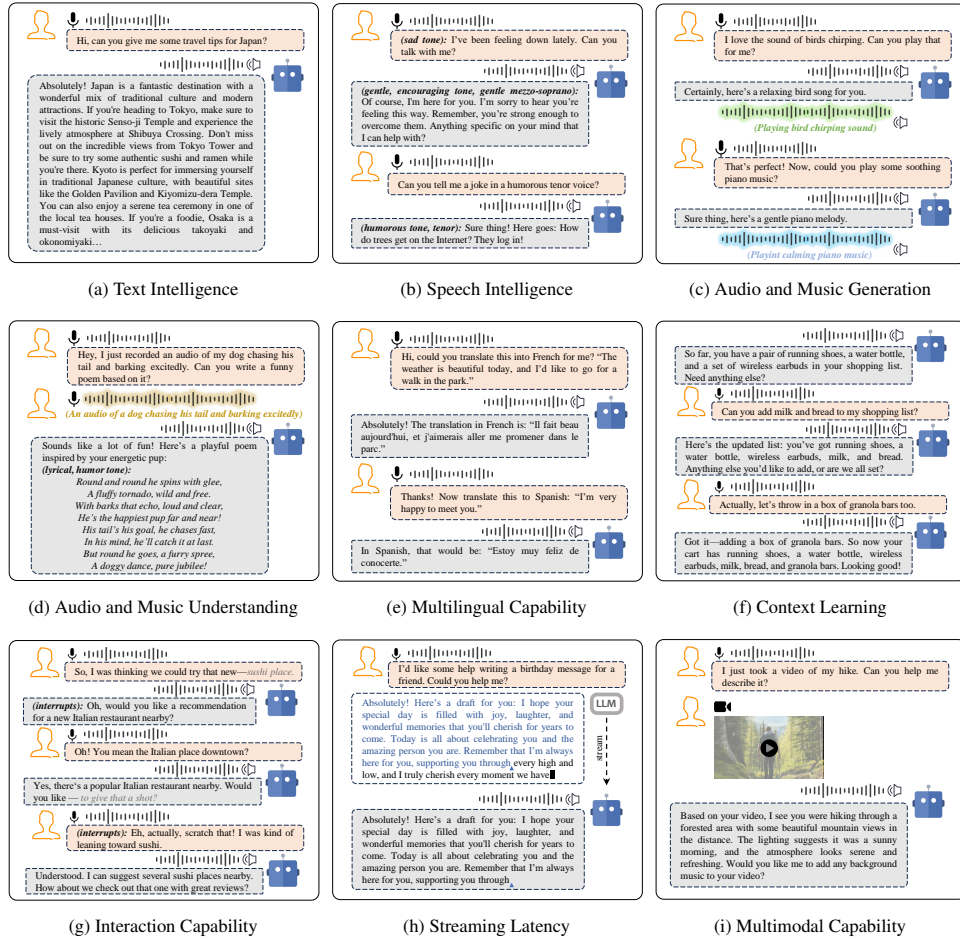 Hi, can you give me some travel tips for Japan?
Absolutely! Japan is a fantastic destination with a
wonderful mix of traditional culture and modern
attractions. If you're heading to Tokyo, make sure to
visit the historic Senso-ji Temple and experience the
lively atmosphere at Shibuya Crossing. Don't miss
out on the incredible views from Tokyo Tower and
be sure to try some authentic sushi and ramen while
you're there. Kyoto is perfect for immersing yourself
in traditional Japanese culture, with beautiful sites
like the Golden Pavilion and Kiyomizu-dera Temple.
You can also enjoy a serene tea ceremony in one of
the local tea houses. If you're a foodie, Osaka is a
must-visit with its delicious takoyaki and
okonomiyaki…
(a) Text Intelligence
(sad tone): I've been feeling down lately. Can you
talk with me?
(gentle, encouraging tone, gentle mezzo-soprano):
Of course, I'm here for you. I'm sorry to hear you're
feeling this way. Remember, you're strong enough to
overcome them. Anything specific on your mind that
I can help with?
Can you tell me a joke in a humorous tenor voice?
(humorous tone, tenor): Sure thing! Here goes: How
do trees get on the Internet? They log in!
(b) Speech Intelligence
I love the sound of birds chirping. Can you play that
for me?
Certainly, here's a relaxing bird song for you.
(Playing bird chirping sound)
That's perfect! Now, could you play some soothing
piano music?
Sure thing, here's a gentle piano melody.
(Playint calming piano music)
(c) Audio and Music Generation
Hey, I just recorded an audio of my dog chasing his
tail and barking excitedly. Can you write a funny
poem based on it?
(An audio of a dog chasing his tail and barking excitedly)
Sounds like a lot of fun! Here's a playful poem
inspired by your energetic pup:
(lyrical, humor tone):
Round and round he spins with glee,
A fluffy tornado, wild and free.
With barks that echo, loud and clear,
He's the happiest pup far and near!
His tail's his goal, he chases fast,
In his mind, he'll catch it at last.
But round he goes, a furry spree,
A doggy dance, pure jubilee!
(d) Audio and Music Understanding
Hi, could you translate this into French for me? “The
weather is beautiful today, and I'd like to go for a
walk in the park.”
Absolutely! The translation in French is: “Il fait beau
aujourd'hui, et j'aimerais aller me promener dans le
parc.”
Thanks! Now translate this to Spanish: “I'm very
happy to meet you.”
In Spanish, that would be: “Estoy muy feliz de
conocerte.”
(e) Multilingual Capability
So far, you have a pair of running shoes, a water bottle,
and a set of wireless earbuds in your shopping list.
Need anything else?
Can you add milk and bread to my shopping list?
Here's the updated list: you've got running shoes, a
water bottle, wireless earbuds, milk, and bread.
Anything else you'd like to add, or are we all set?
Actually, let's throw in a box of granola bars too.
Got it—adding a box of granola bars. So now your
cart has running shoes, a water bottle, wireless
earbuds, milk, bread, and granola bars. Looking good!
(f) Context Learning
So, I was thinking we could try that new—sushi place.
(interrupts): Oh, would you like a recommendation
for a new Italian restaurant nearby?
Oh! You mean the Italian place downtown?
Yes, there's a popular Italian restaurant nearby. Would
you like — to give that a shot?
(interrupts): Eh, actually, scratch that! I was kind of
leaning toward sushi.
Understood. I can suggest several sushi places nearby.
How about we check out that one with great reviews?
(g) Interaction Capability
I'd like some help writing a birthday message for a
friend. Could you help me?
Absolutely! Here's a draft for you: I hope your
special day is filled with joy, laughter, and
wonderful memories that you'll cherish for years to
come. Today is all about celebrating you and the
amazing person you are. Remember that I'm always
here for you, supporting you through every high and
low, and I truly cherish every moment we have
LLM
stream
Absolutely! Here's a draft for you: I hope your
special day is filled with joy, laughter, and
wonderful memories that you'll cherish for years to
come. Today is all about celebrating you and the
amazing person you are. Remember that I'm always
here for you, supporting you through
(h) Streaming Latency
I just took a video of my hike. Can you help me
describe it?
Based on your video, I see you were hiking through a
forested area with some beautiful mountain views in
the distance. The lighting suggests it was a sunny
morning, and the atmosphere looks serene and
refreshing. Would you like me to add any background
music to your video?
(i) Multimodal Capability